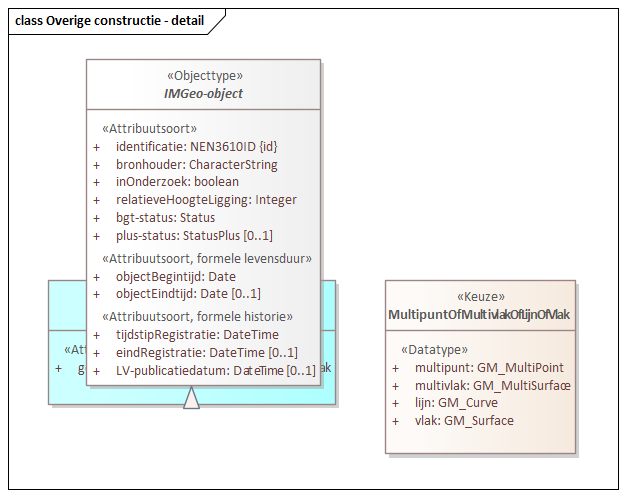 class Overige constructie - detail
«Objecttype»
IMGeo-object
«Attribuutsoort»
+ identificatie: NEN3610ID {id}
+ bronhouder: CharacterString
+ inOnderzoek: boolean
+ relatieveHoogteLigging: Integer
+ bgt-status: Status
+ plus-status: StatusPlus [0..1]
«Attribuutsoort, formele levensduur»
+ objectBegintijd: Date
+ objectEindtijd: Date [0..1]
«Attribuutsoort, formele historie»
+ tijdstipRegistratie: DateTime
+ eindRegistratie: DateTime [0..1]
+ LV-publicatiedatum: DateTime [0..1]
+
«Keuze»
MultipuntOfMultivlakOfLijnOfVlak
«Datatype»
+ multipunt: GM_MultiPoint
+ multivlak: GM_MultiSurface
+ lijn: GM_Curve
+ vlak: GM_Surface